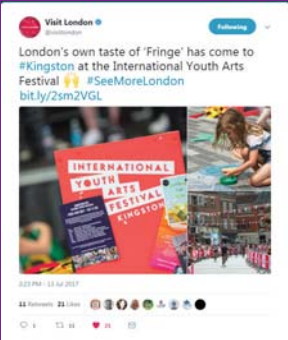 Visit London
@visitlondon
Following
London's own taste of 'Fringe' has come to
#Kingston at the International Youth Arts
Festival 🙌 #SeeMoreLondon
bit.ly/2sm2VGL
INTERNATIONAL
YOUTH
ARTS
FESTIVAL
KINGSTON
3:23 PM - 13 Jul 2017
11 Retweets 21 Likes
1
11
21